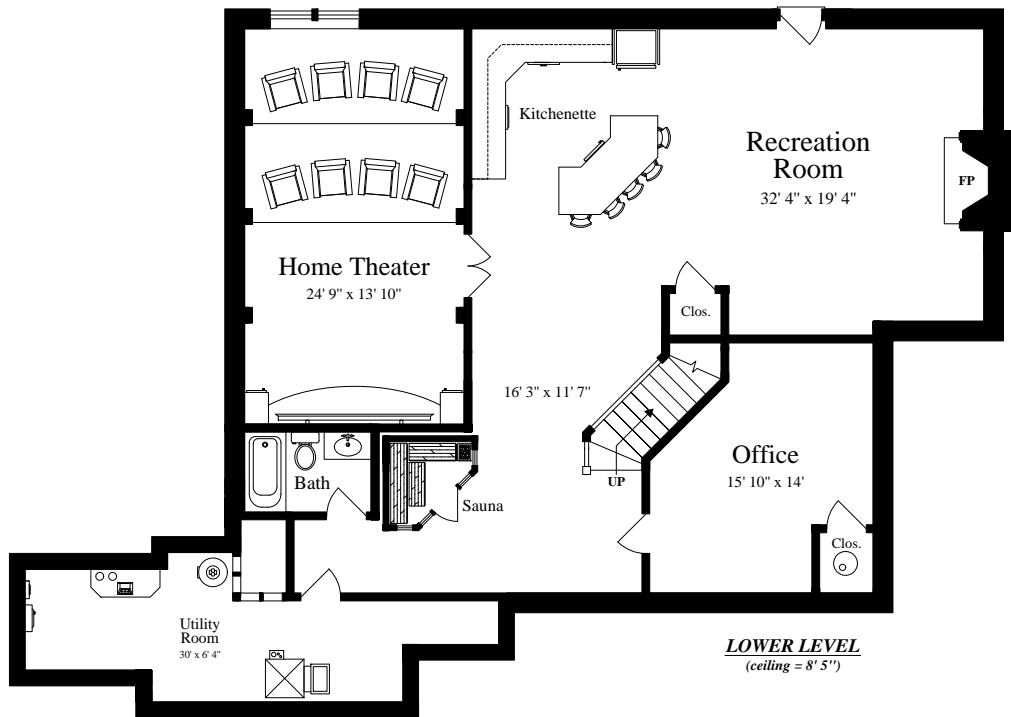 Kitchenette
Recreation
Room
32' 4" x 19' 4"
FP
Home Theater
24' 9" x 13' 10"
Clos.
16' 3" x 11' 7"
Office
15' 10" x 14'
UP
Bath
Sauna
Clos.
Utility
Room
30' x 6' 4"
LOWER LEVEL
(ceiling = 8' 5")